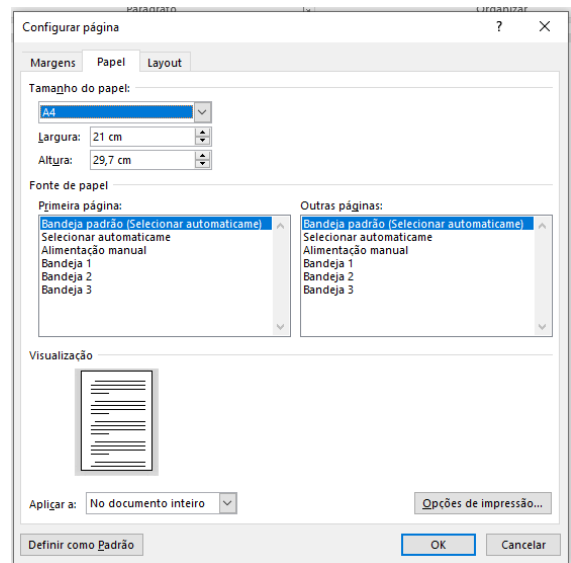 Parágrafo Organizar
Configurar página ? X
Margens Papel Layout
Tamanho do papel:
A4
Largura: 21 cm
Altura: 29,7 cm
Fonte de papel
Primeira página: Outras páginas:
Bandeja padrão (Selecionar automaticame) Bandeja padrão (Selecionar automaticame)
Selecionar automaticame Selecionar automaticame
Alimentação manual Alimentação manual
Bandeja 1 Bandeja 1
Bandeja 2 Bandeja 2
Bandeja 3 Bandeja 3
Visualização
Aplicar a: No documento inteiro Opções de impressão...
Definir como Padrão OK Cancelar